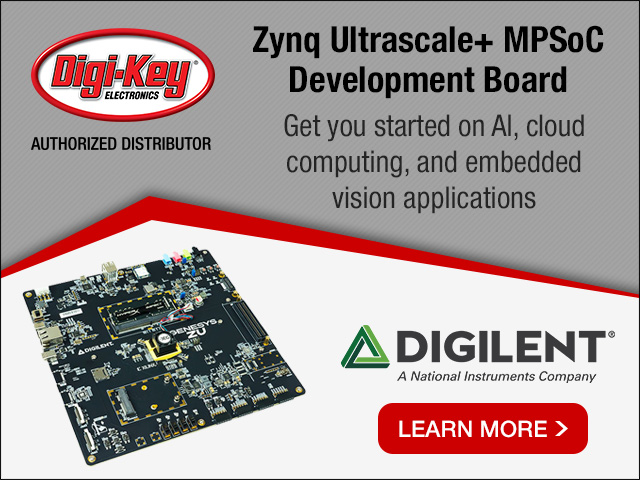 Digi-Key®
ELECTRONICS
AUTHORIZED DISTRIBUTOR
Zynq Ultrascale+ MPSoC
Development Board
Get you started on AI, cloud
computing, and embedded
vision applications
GENESYS
ZU
DIGILENT
DIGILENT®
A National Instruments Company
LEARN MORE >